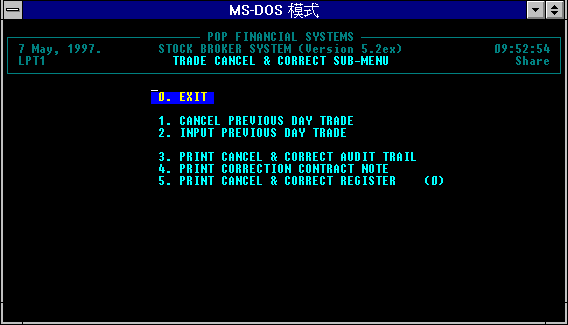 MS-DOS 模式
POP FINANCIAL SYSTEMS
7 May, 1997. STOCK BROKER SYSTEM (Version 5.2ex) 09:52:54
LPT1 TRADE CANCEL & CORRECT SUB-MENU Share
0. EXIT
1. CANCEL PREVIOUS DAY TRADE
2. INPUT PREVIOUS DAY TRADE
3. PRINT CANCEL & CORRECT AUDIT TRAIL
4. PRINT CORRECTION CONTRACT NOTE
5. PRINT CANCEL & CORRECT REGISTER (0)